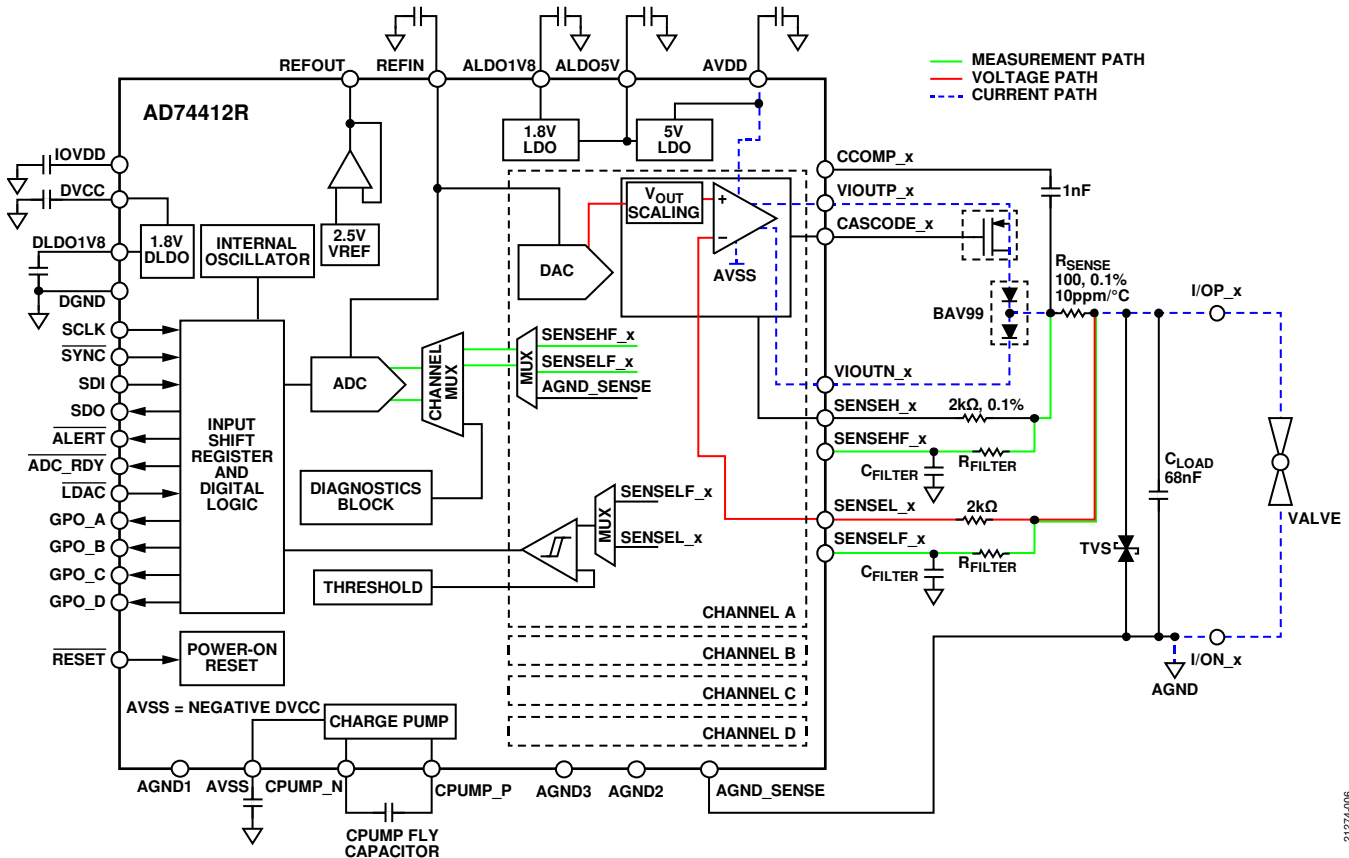 REFOUT
REFIN
ALDO1V8
ALDO5V
AVDD
MEASUREMENT PATH
VOLTAGE PATH
CURRENT PATH
AD74412R
IOVDD
DVCC
DLDO1V8
DGND
SCLK
SYNC
SDI
SDO
ALERT
ADC_RDY
LDAC
GPO_A
GPO_B
GPO_C
GPO_D
RESET
1.8V
DLDO
INTERNAL
OSCILLATOR
2.5V
VREF
1.8V
LDO
5V
LDO
INPUT
SHIFT
REGISTER
AND
DIGITAL
LOGIC
ADC
CHANNEL
MUX
DIAGNOSTICS
BLOCK
THRESHOLD
POWER-ON
RESET
AVSS = NEGATIVE DVCC
CHARGE PUMP
DAC
VOUT
SCALING
+
–
AVSS
MUX
SENSEHF_x
SENSELF_x
AGND_SENSE
MUX
SENSELF_x
SENSEL_x
CHANNEL A
CHANNEL B
CHANNEL C
CHANNEL D
CCOMP_x
VIOUTP_x
CASCODE_x
VIOUTN_x
SENSEH_x
SENSEHF_x
SENSEL_x
SENSELF_x
1nF
RSENSE
100, 0.1%
10ppm/°C
BAV99
2kΩ, 0.1%
CFILTER
RFILTER
2kΩ
CFILTER
RFILTER
I/OP_x
CLOAD
68nF
TVS
VALVE
I/ON_x
AGND
AGND1
AVSS
CPUMP_N
CPUMP_P
AGND3
AGND2
AGND_SENSE
CPUMP FLY
CAPACITOR
21274-006